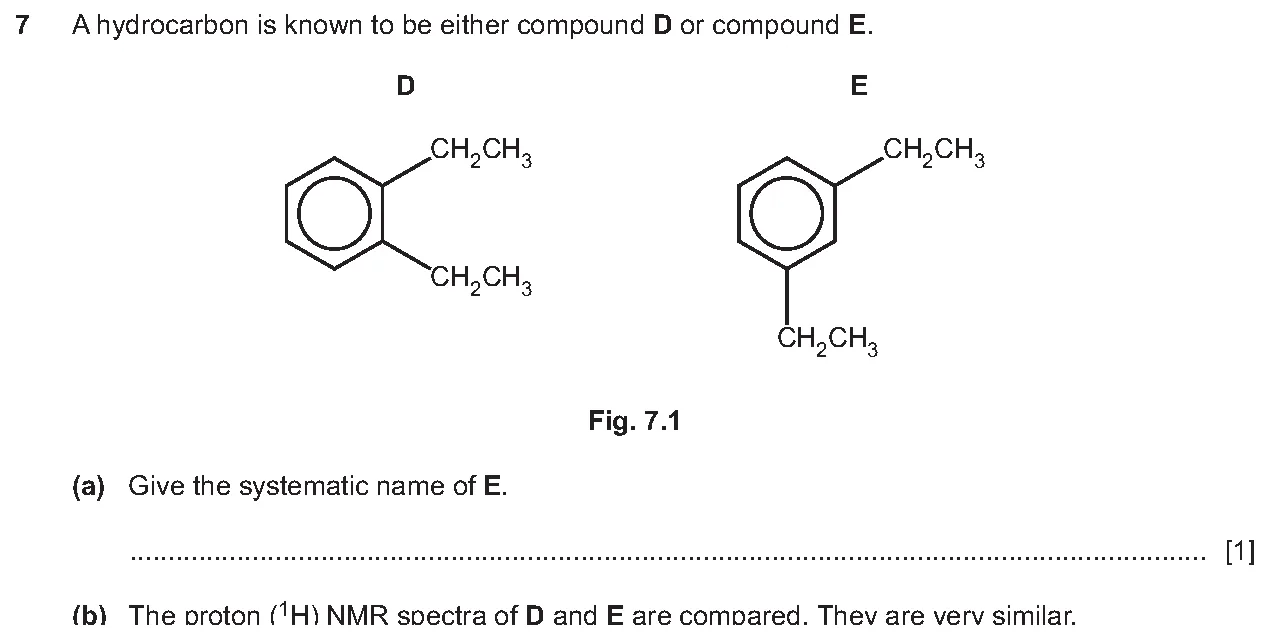 7 A hydrocarbon is known to be either compound D or compound E.
D E
CH₂CH₃ CH₂CH₃
CH₂CH₃
CH₂CH₃
Fig. 7.1
(a) Give the systematic name of E.
.......................................................................................................................................... [1]
(b) The proton (¹H) NMR spectra of D and E are compared. They are very similar.